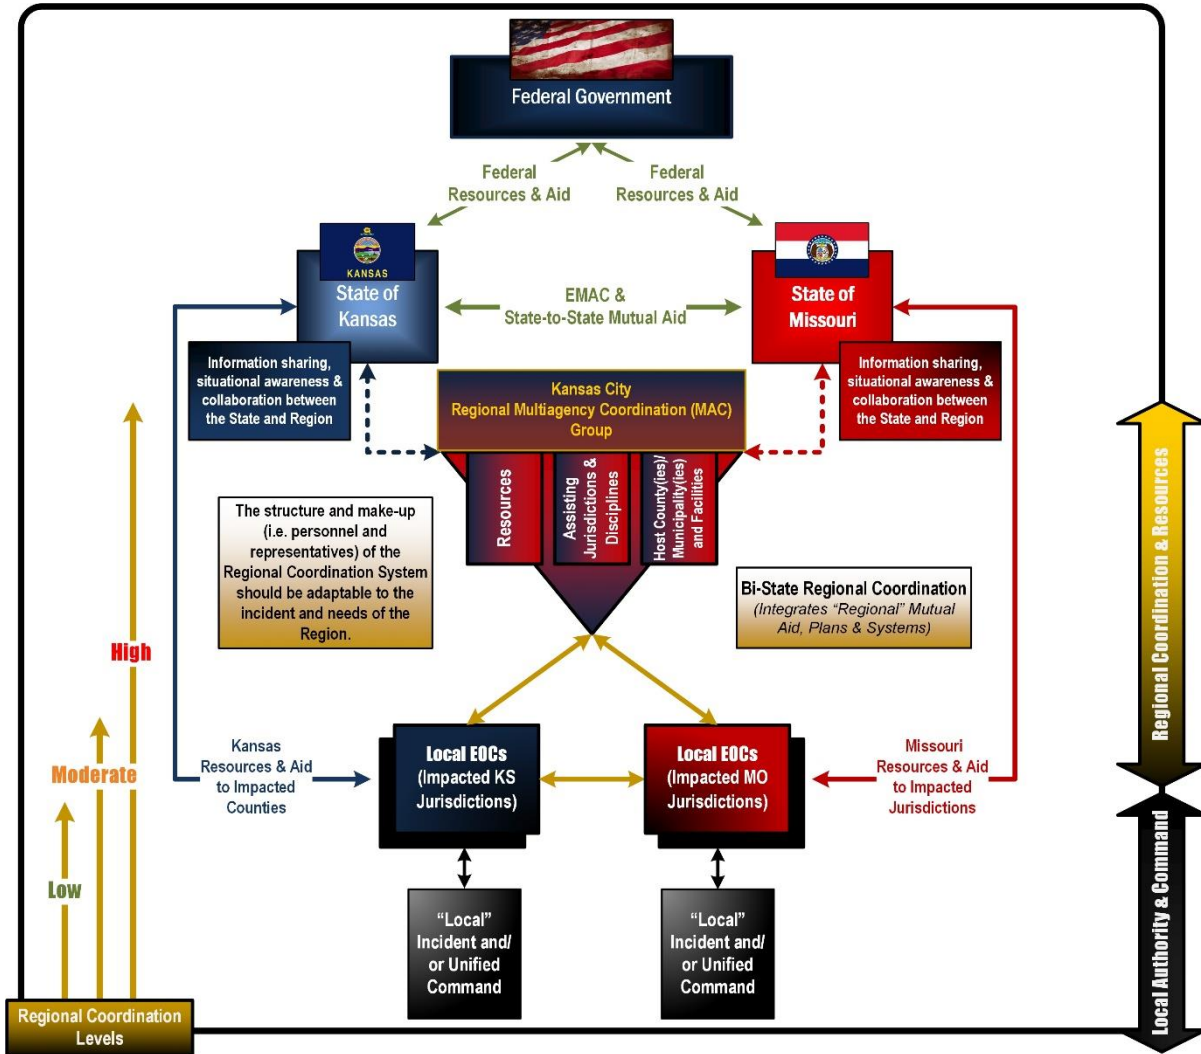 Federal Government
Federal
Resources & Aid
Federal
Resources & Aid
KANSAS
State of
Kansas
EMAC &
State-to-State Mutual Aid
State of
Missouri
Information sharing,
situational awareness &
collaboration between
the State and Region
Kansas City
Regional Multiagency Coordination (MAC)
Group
Information sharing,
situational awareness &
collaboration between
the State and Region
Resources
Assisting
Jurisdictions &
Disciplines
Host County(ies)/
Municipality(ies)
and Facilities
The structure and make-up
(i.e. personnel and
representatives) of the
Regional Coordination System
should be adaptable to the
incident and needs of the
Region.
Bi-State Regional Coordination
(Integrates “Regional” Mutual
Aid, Plans & Systems)
High
Moderate
Low
Regional Coordination
Levels
Kansas
Resources & Aid
to Impacted
Counties
Local EOCs
(Impacted KS
Jurisdictions)
Local EOCs
(Impacted MO
Jurisdictions)
Missouri
Resources & Aid
to Impacted
Jurisdictions
“Local”
Incident and/
or Unified
Command
“Local”
Incident and/
or Unified
Command
Regional Coordination & Resources
Local Authority & Command